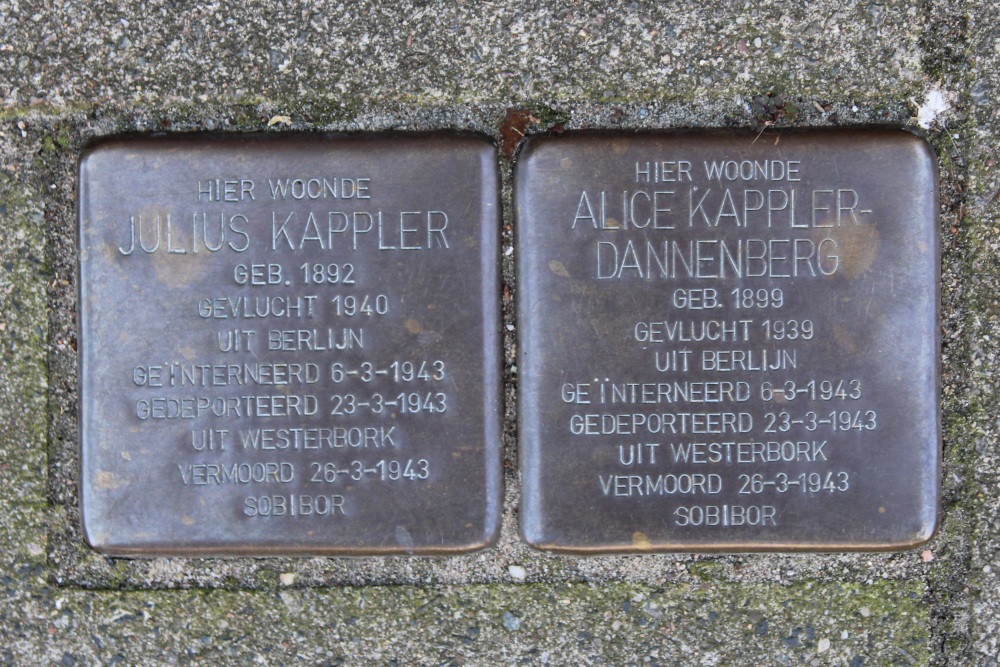 HIER WOONDE
JULIUS KAPPLER
GEB. 1892
GEVLUCHT 1940
UIT BERLIJN
GEÏNTERNEERD 6-3-1943
GEDEPORTEERD 23-3-1943
UIT WESTERBORK
VERMOORD 26-3-1943
SOBIBOR
HIER WOONDE
ALICE KAPPLER-
DANNENBERG
GEB. 1899
GEVLUCHT 1939
UIT BERLIJN
GEÏNTERNEERD 6-3-1943
GEDEPORTEERD 23-3-1943
UIT WESTERBORK
VERMOORD 26-3-1943
SOBIBOR